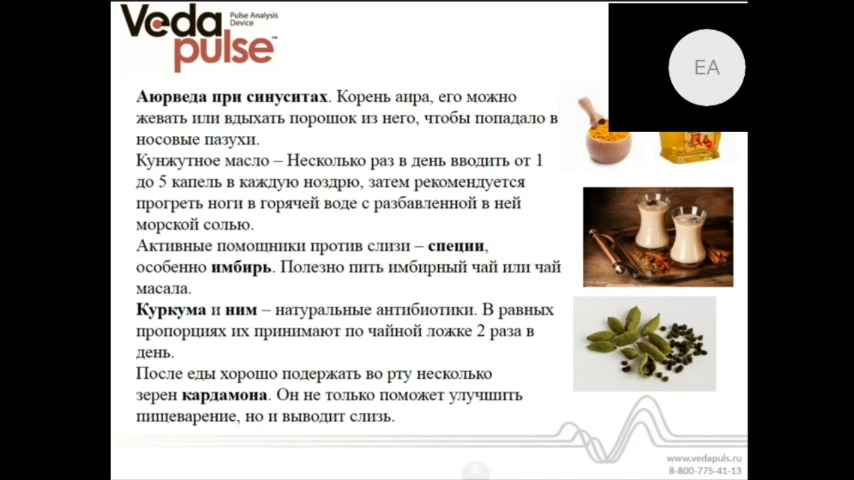 Veda
pulse™
Pulse Analysis
Device
EA
Аюрведа при синуситах. Корень аира, его можно
жевать или вдыхать порошок из него, чтобы попадало в
носовые пазухи.
Кунжутное масло – Несколько раз в день вводить от 1
до 5 капель в каждую ноздрю, затем рекомендуется
прогреть ноги в горячей воде с разбавленной в ней
морской солью.
Активные помощники против слизи – специи,
особенно имбирь. Полезно пить имбирный чай или чай
масала.
Куркума и ним – натуральные антибиотики. В равных
пропорциях их принимают по чайной ложке 2 раза в
день.
После еды хорошо подержать во рту несколько
зерен кардамона. Он не только поможет улучшить
пищеварение, но и выводит слизь.
www.vedapuls.ru
8-800-775-41-13